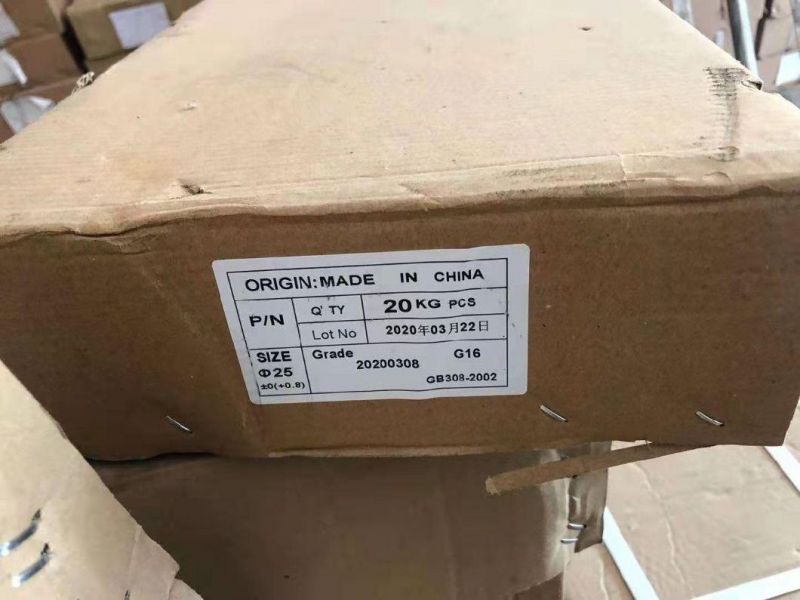 ORIGIN:MADE IN CHINA
P/N Q'TY 20KG PCS
Lot No 2020年03月22日
SIZE Grade G16
Φ25 20200308
±0(+0.8) GB308-2002